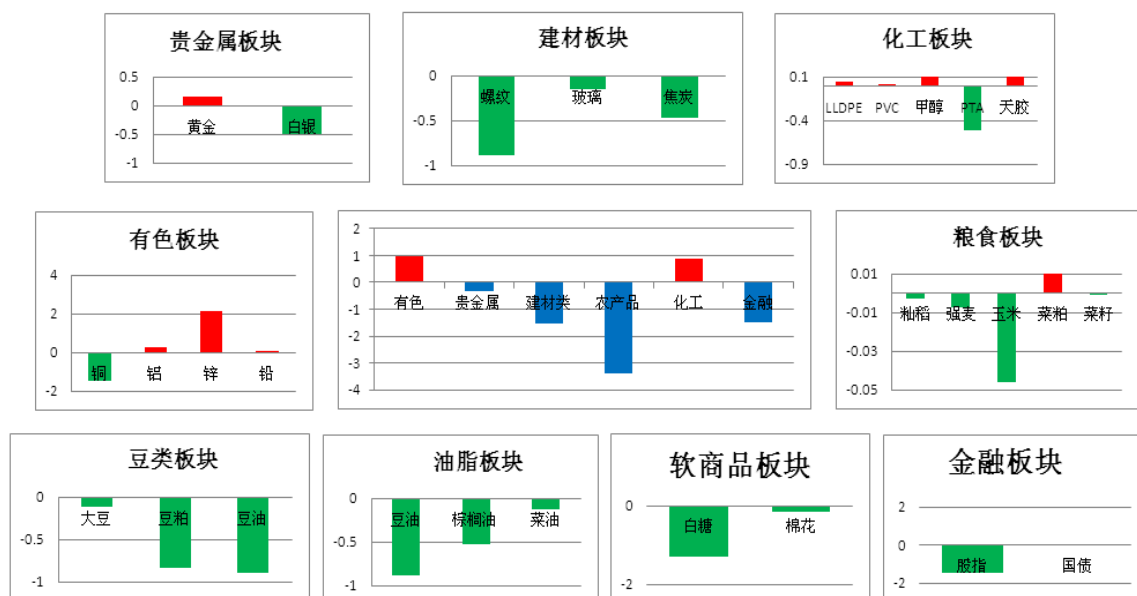 贵金属板块
0.5
0
-0.5
-1
黄金 白银
建材板块
0
-0.5
-1
螺纹 玻璃 焦炭
化工板块
0.1
-0.4
-0.9
LLDPE PVC 甲醇 PTA 天胶
有色板块
4
2
0
-2
铜 铝 锌 铅
2
1
0
-1
-2
-3
-4
有色 贵金属 建材类 农产品 化工 金融
粮食板块
0.01
-0.01
-0.03
-0.05
籼稻 强麦 玉米 菜粕 菜籽
豆类板块
0
-0.5
-1
大豆 豆粕 豆油
油脂板块
0
-0.5
-1
豆油 棕榈油 菜油
软商品板块
0
-2
白糖 棉花
金融板块
2
0
-2
股指 国债